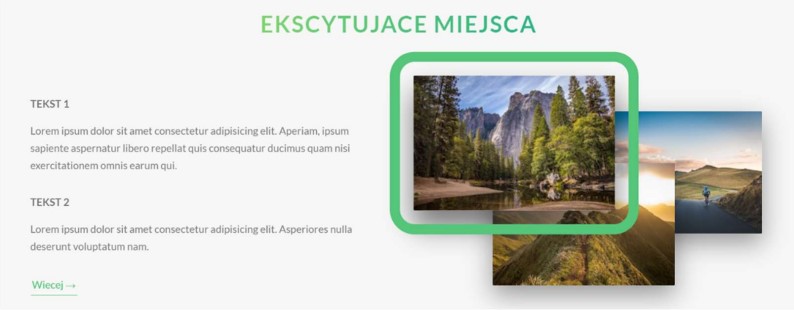 EKSCYTUJACE MIEJSCA
TEKST 1
Lorem ipsum dolor sit amet consectetur adipisicing elit. Aperiam, ipsum
sapiente aspernatur libero repellat quis consequatur ducimus quam nisi
exercitationem omnis earum qui.
TEKST 2
Lorem ipsum dolor sit amet consectetur adipisicing elit. Asperiores nulla
deserunt voluptatum nam.
Wiecej →